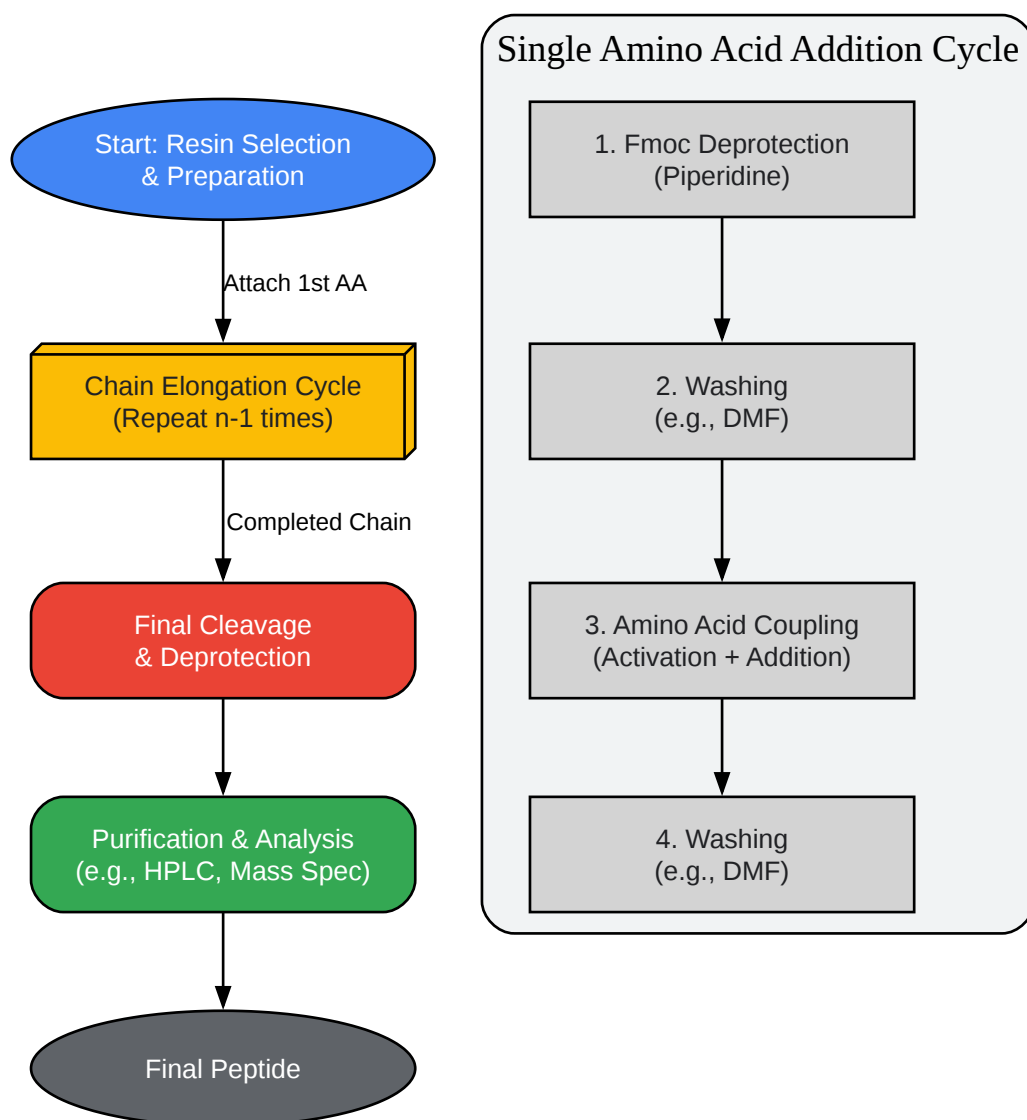 Start: Resin Selection
& Preparation
Attach 1st AA
Chain Elongation Cycle
(Repeat n-1 times)
Completed Chain
Final Cleavage
& Deprotection
Purification & Analysis
(e.g., HPLC, Mass Spec)
Final Peptide
Single Amino Acid Addition Cycle
1. Fmoc Deprotection
(Piperidine)
2. Washing
(e.g., DMF)
3. Amino Acid Coupling
(Activation + Addition)
4. Washing
(e.g., DMF)